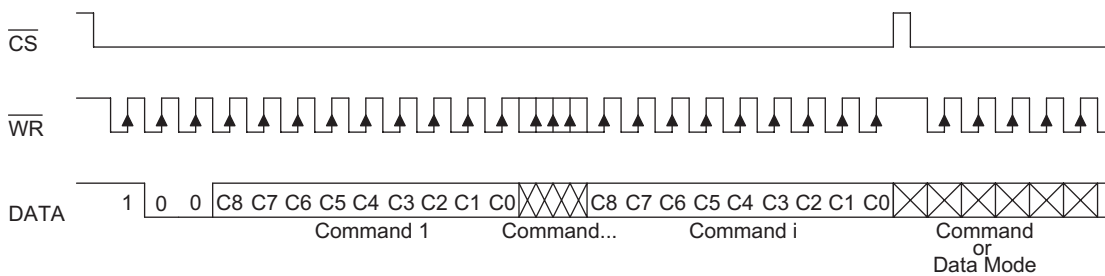 CS
WR
DATA 1 0 0 C8 C7 C6 C5 C4 C3 C2 C1 C0 C8 C7 C6 C5 C4 C3 C2 C1 C0
Command 1 Command... Command i Command
or
Data Mode